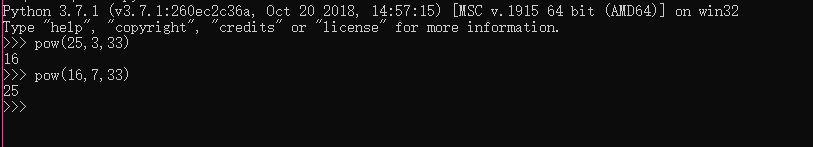 Python 3.7.1 (v3.7.1:260ec2c36a, Oct 20 2018, 14:57:15) [MSC v.1915 64 bit (AMD64)] on win32
Type "help", "copyright", "credits" or "license" for more information.
>>> pow(25,3,33)
16
>>> pow(16,7,33)
25
>>>